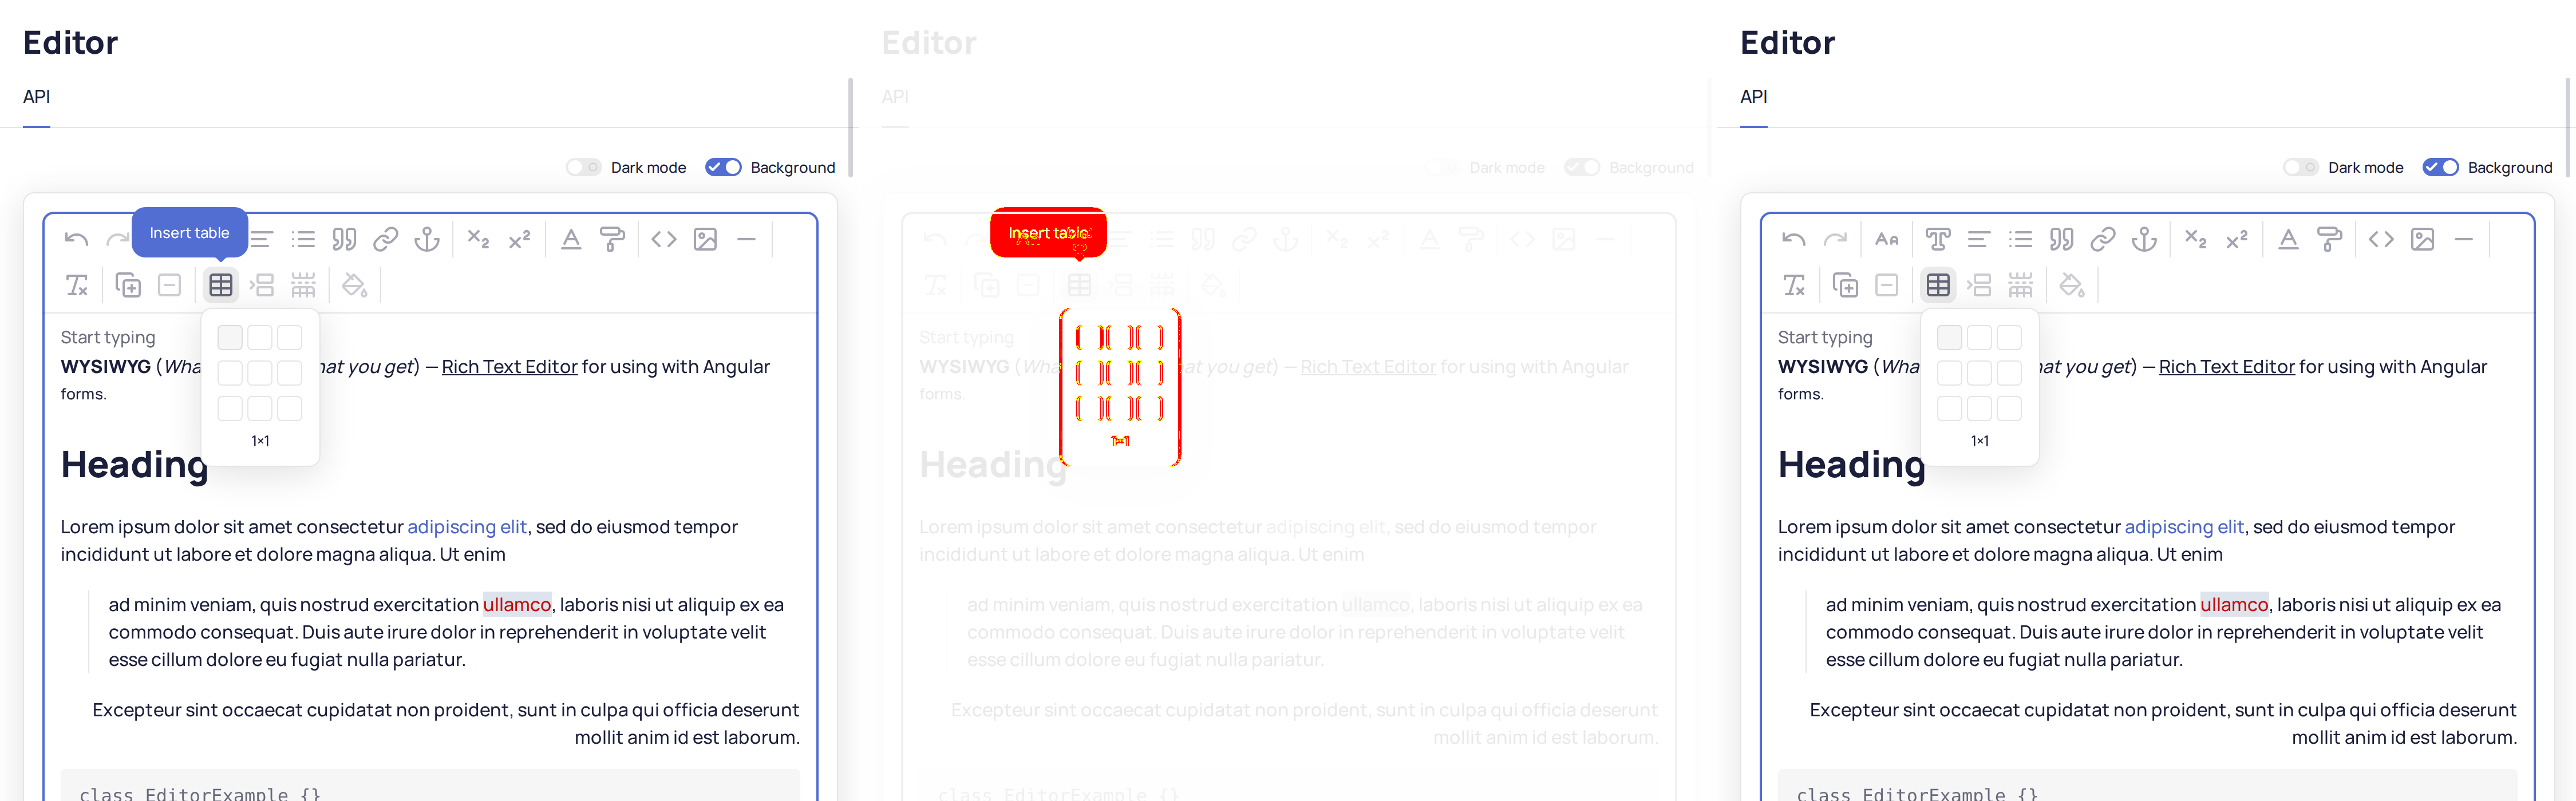 Editor
API
Dark mode
Background
Insert table
Start typing
WYSIWYG (Wha
hat you get) — Rich Text Editor for using with Angular
forms.
1×1
Heading
Lorem ipsum dolor sit amet consectetur adipiscing elit, sed do eiusmod tempor
incididunt ut labore et dolore magna aliqua. Ut enim
ad minim veniam, quis nostrud exercitation ullamco, laboris nisi ut aliquip ex ea
commodo consequat. Duis aute irure dolor in reprehenderit in voluptate velit
esse cillum dolore eu fugiat nulla pariatur.
Excepteur sint occaecat cupidatat non proident, sunt in culpa qui officia deserunt
mollit anim id est laborum.
class EditorExample {}
Editor
API
Dark mode
Background
Insert table
Start typing
WYSIWYG (Wha
at you get) — Rich Text Editor for using with Angular
forms.
1×1
Heading
Lorem ipsum dolor sit amet consectetur adipiscing elit, sed do eiusmod tempor
incididunt ut labore et dolore magna aliqua. Ut enim
ad minim veniam, quis nostrud exercitation ullamco, laboris nisi ut aliquip ex ea
commodo consequat. Duis aute irure dolor in reprehenderit in voluptate velit
esse cillum dolore eu fugiat nulla pariatur.
Excepteur sint occaecat cupidatat non proident, sunt in culpa qui officia deserunt
mollit anim id est laborum.
class EditorExample {}
Editor
API
Dark mode
Background
Start typing
WYSIWYG (Wha
hat you get) — Rich Text Editor for using with Angular
forms.
1×1
Heading
Lorem ipsum dolor sit amet consectetur adipiscing elit, sed do eiusmod tempor
incididunt ut labore et dolore magna aliqua. Ut enim
ad minim veniam, quis nostrud exercitation ullamco, laboris nisi ut aliquip ex ea
commodo consequat. Duis aute irure dolor in reprehenderit in voluptate velit
esse cillum dolore eu fugiat nulla pariatur.
Excepteur sint occaecat cupidatat non proident, sunt in culpa qui officia deserunt
mollit anim id est laborum.
class EditorExample {}